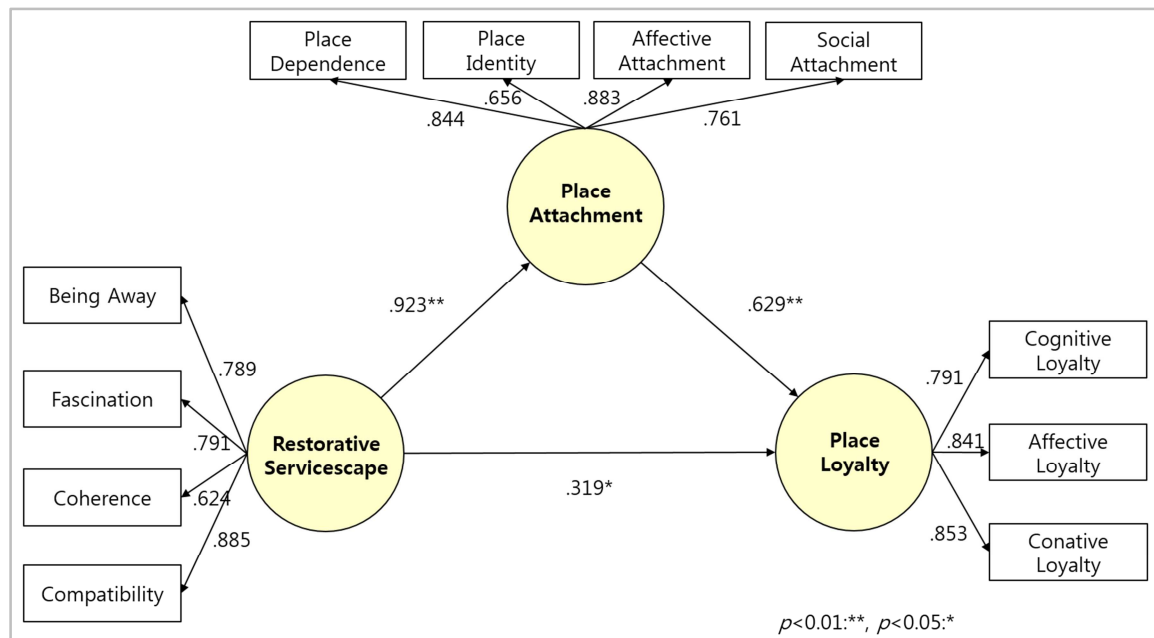 Place
Dependence
Place
Identity
Affective
Attachment
Social
Attachment
.844
.656
.883
.761
Place
Attachment
Being Away
Fascination
Coherence
Compatibility
.789
.791
.624
.885
Restorative
Servicescape
.923**
.629**
.319*
Place
Loyalty
.791
.841
.853
Cognitive
Loyalty
Affective
Loyalty
Conative
Loyalty
p<0.01:**, p<0.05:*